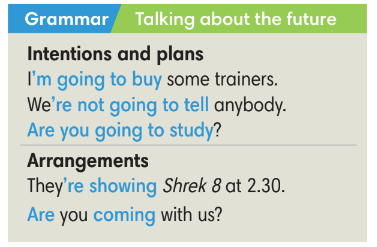 Grammar Talking about the future
Intentions and plans
I'm going to buy some trainers.
We're not going to tell anybody.
Are you going to study?
Arrangements
They're showing Shrek 8 at 2.30.
Are you coming with us?